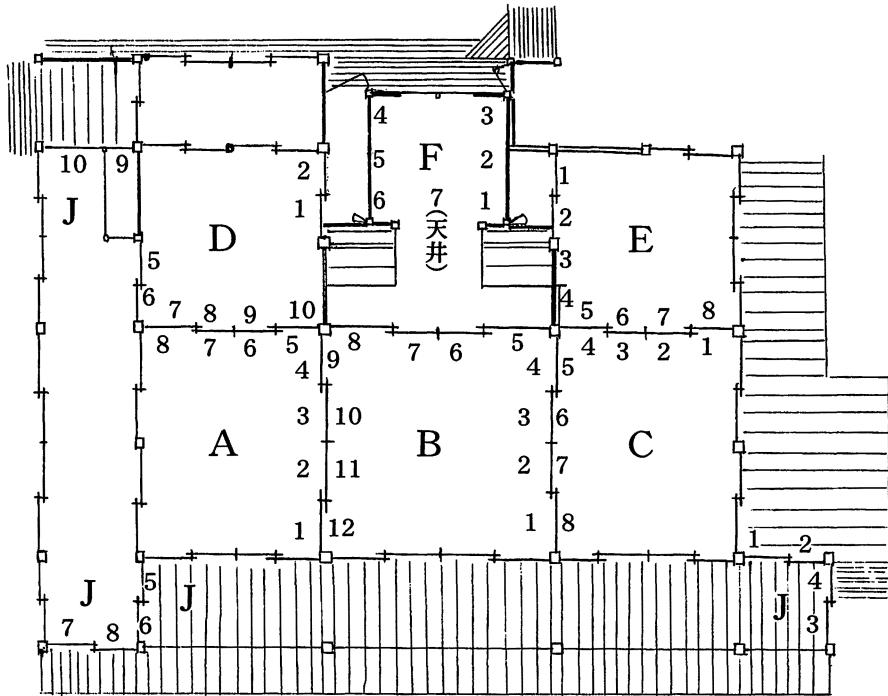 4 3
10 9 2 5 F 2 1
J 1 6 7 (天井) 1 2
D 3 E
5
6 4
7 8 9 10 5 6 7 8
8 7 6 5 9 8 7 6 5 4 3 2 1
4 4 5
3 10 3 6
A B C
2 11 2 7
1 12 1 8 1 2
J 5 J J 4
7 8 6 3